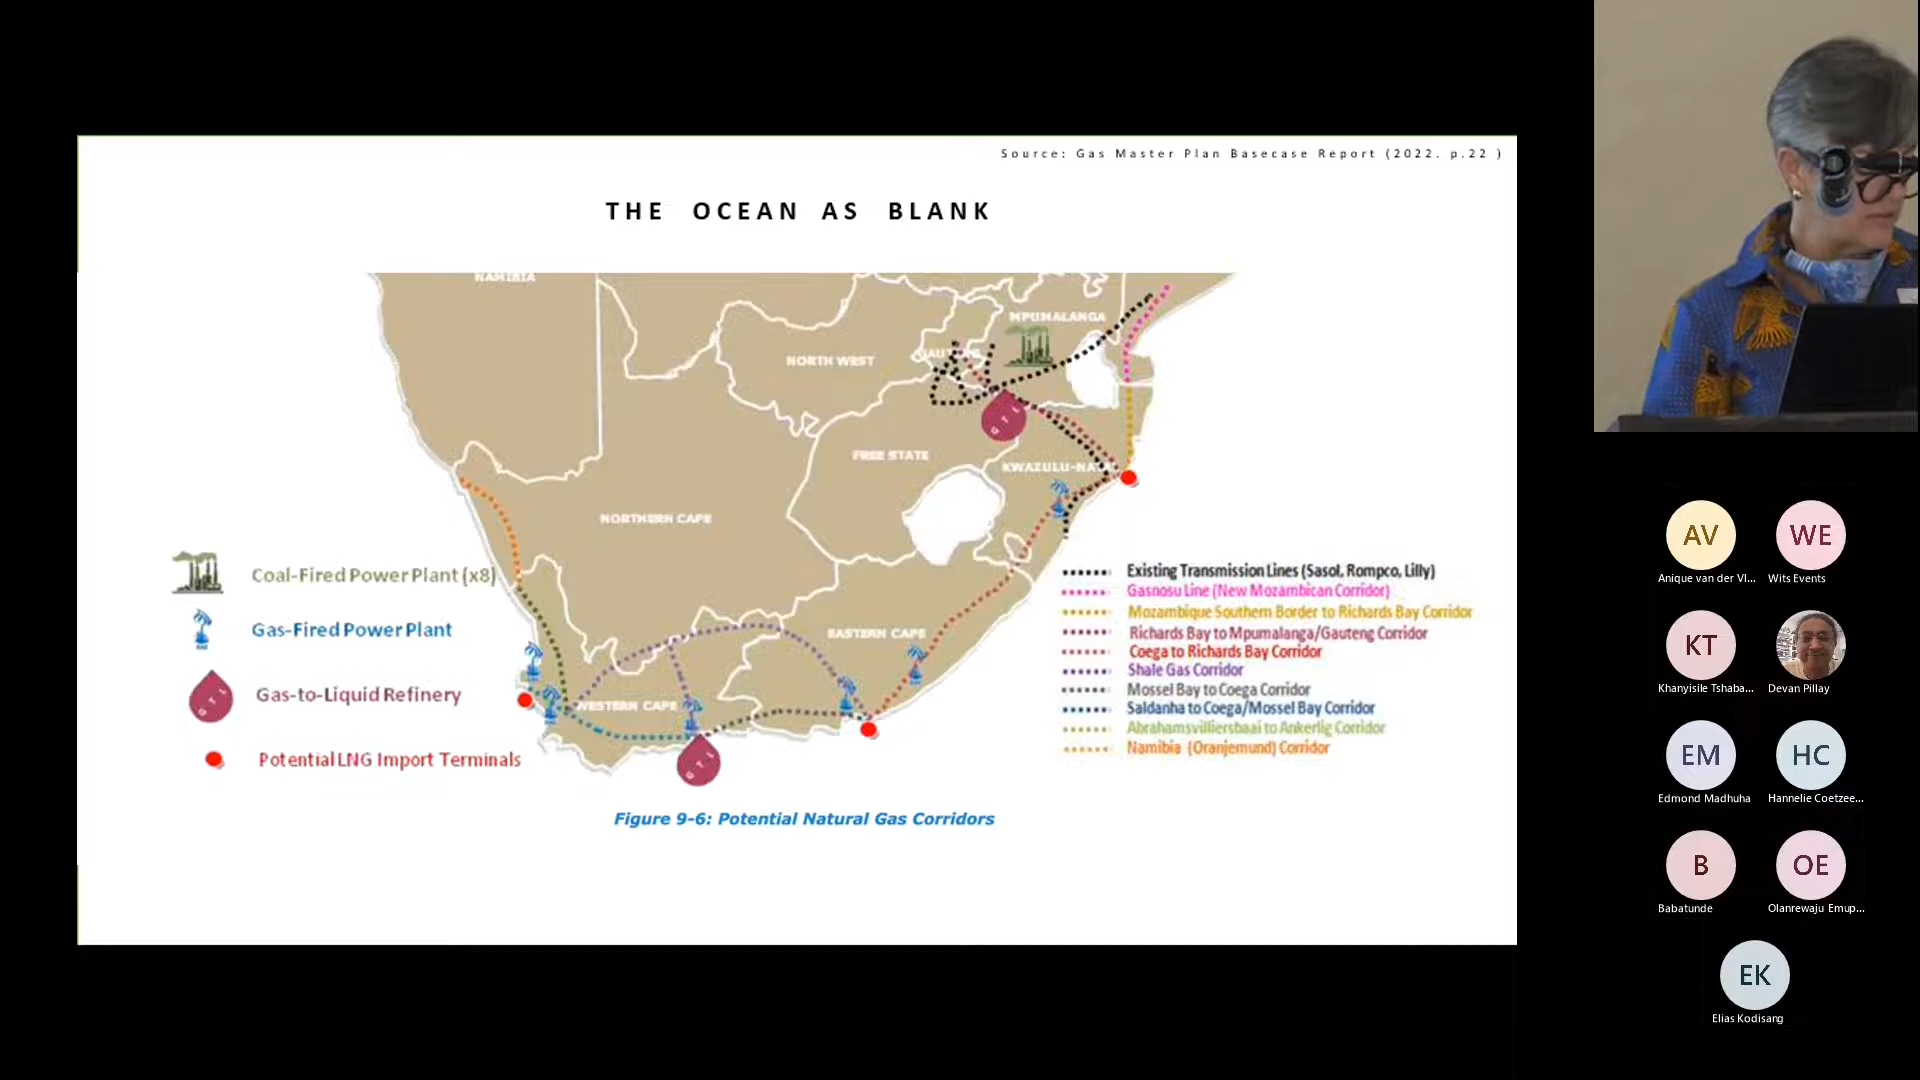 Source: Gas Master Plan Basecase Report (2022. p.22 )
THE OCEAN AS BLANK
NAMIBIA
MPUMALANGA
NORTH WEST
FREE STATE
KWAZULU-NATAL
NORTHERN CAPE
EASTERN CAPE
WESTERN CAPE
G T L
G T L
Coal-Fired Power Plant (x8)
Gas-Fired Power Plant
G T L
Gas-to-Liquid Refinery
Potential LNG Import Terminals
Existing Transmission Lines (Sasol, Rompco, Lilly)
Gasnosu Line (New Mozambican Corridor)
Mozambique Southern Border to Richards Bay Corridor
Richards Bay to Mpumalanga/Gauteng Corridor
Coega to Richards Bay Corridor
Shale Gas Corridor
Mossel Bay to Coega Corridor
Saldanha to Coega/Mossel Bay Corridor
Abrahamsvilliersbaai to Ankerlig Corridor
Namibia (Oranjemund) Corridor
Figure 9-6: Potential Natural Gas Corridors
AV
Anique van der Vl...
WE
Wits Events
KT
Khanyisile Tshaba...
Devan Pillay
EM
Edmond Madhuha
HC
Hannelie Coetzee...
B
Babatunde
OE
Olanrewaju Emup...
EK
Elias Kodisang